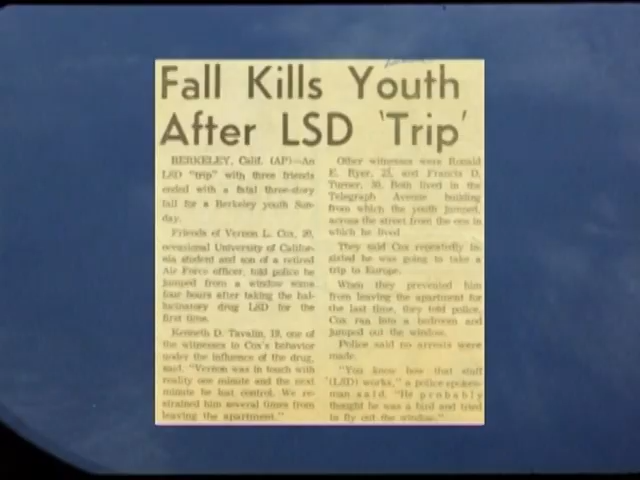 Fall Kills Youth
After LSD 'Trip'
BERKELEY, Calif. (AP)—An
LSD "trip" with three friends
ended with a fatal three-story
fall for a Berkeley youth Sun-
day.
Friends of Vernon L. Cox, 20,
occasional University of Califor-
nia student and son of a retired
Air Force officer, told police he
jumped from a window some
four hours after taking the hal-
lucinatory drug LSD for the
first time.
Kenneth D. Tavalin, 19, one of
the witnesses to Cox's behavior
under the influence of the drug,
said, "Vernon was in touch with
reality one minute and the next
minute he lost control. We re-
strained him several times from
leaving the apartment."
Other witnesses were Ronald
E. Ryer, 23, and Francis D.
Turner, 30. Both lived in the
Telegraph Avenue building
from which the youth jumped,
across the street from the one in
which he lived.
They said Cox repeatedly in-
sisted he was going to take a
trip to Europe.
When they prevented him
from leaving the apartment for
the last time, they told police,
Cox ran into a bedroom and
jumped out the window.
Police said no arrests were
made.
"You know how that stuff
(LSD) works," a police spokes-
man said. "He probably
thought he was a bird and tried
to fly out the window."